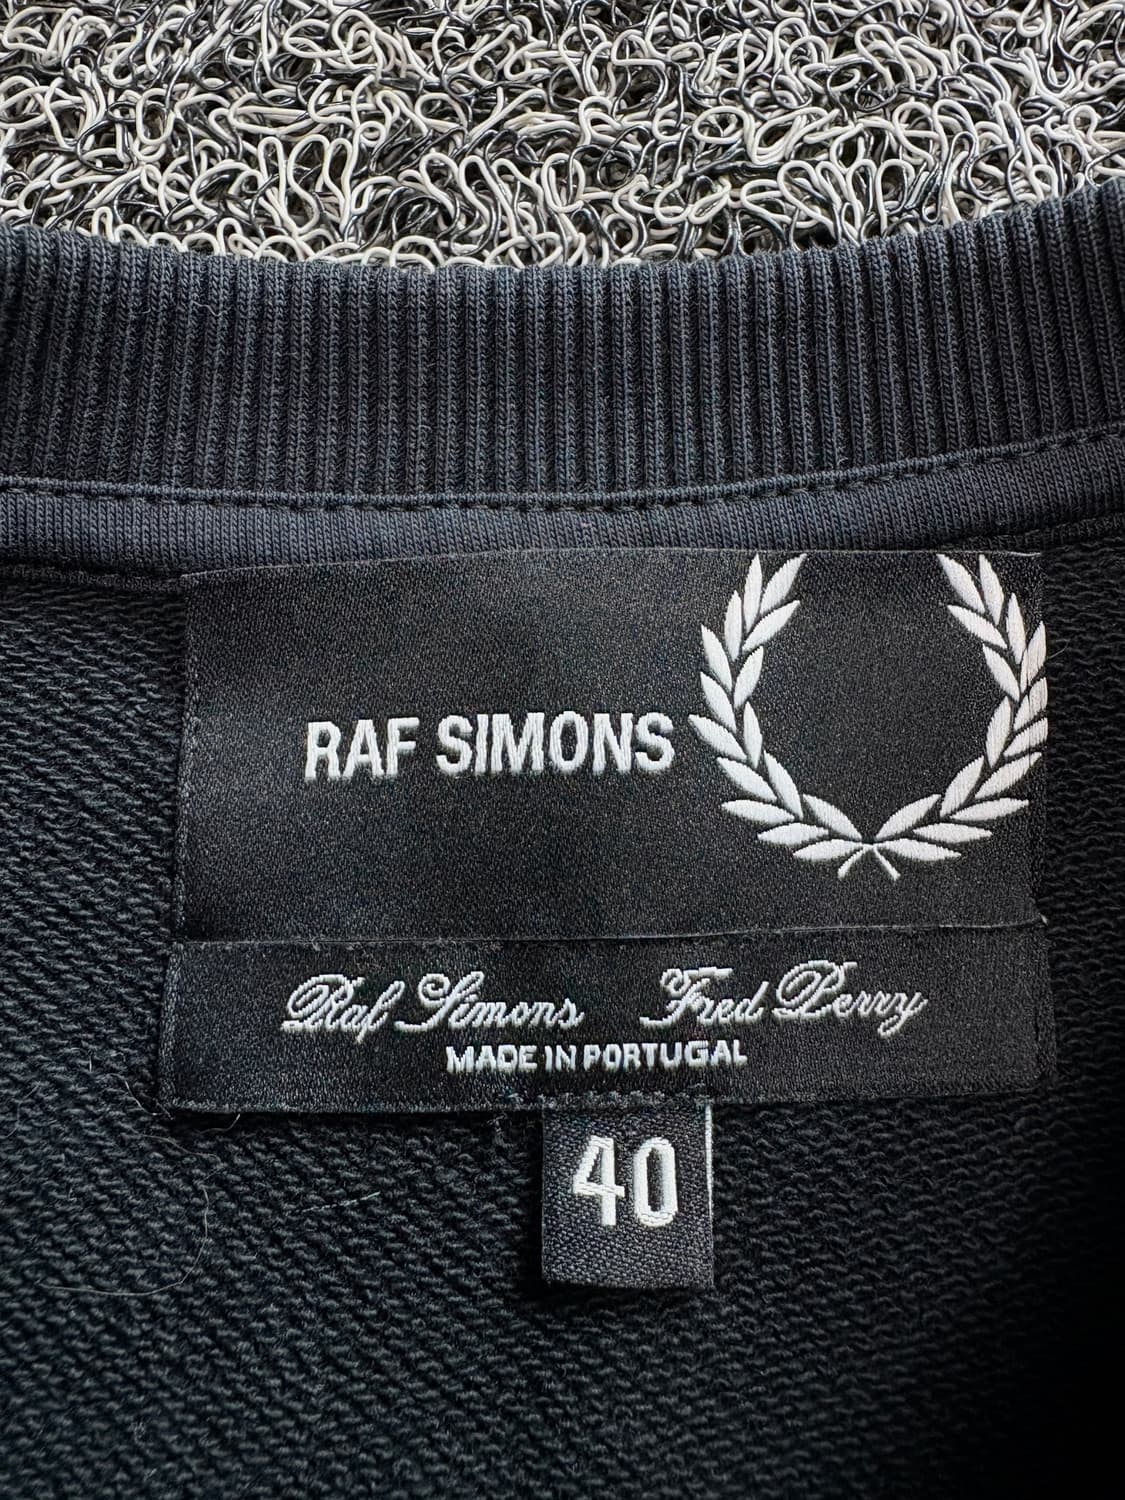 RAF SIMONS
Raf Simons Fred Perry
MADE IN PORTUGAL
40